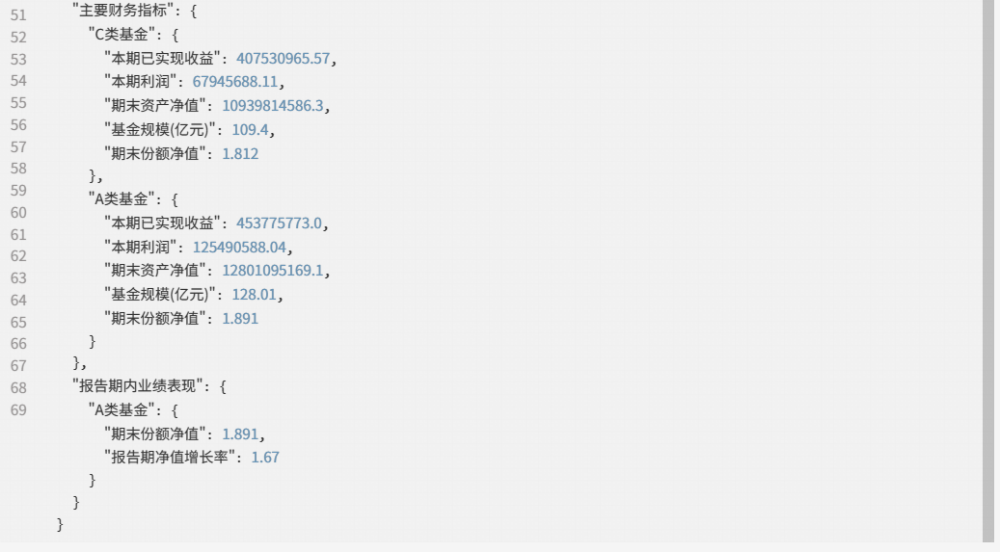 51 "主要财务指标": {
52 "C类基金": {
53 "本期已实现收益": 407530965.57,
54 "本期利润": 67945688.11,
55 "期末资产净值": 10939814586.3,
56 "基金规模(亿元)": 109.4,
57 "期末份额净值": 1.812
58 },
59 "A类基金": {
60 "本期已实现收益": 453775773.0,
61 "本期利润": 125490588.04,
62 "期末资产净值": 12801095169.1,
63 "基金规模(亿元)": 128.01,
64 "期末份额净值": 1.891
65 }
66 },
67 "报告期内业绩表现": {
68 "A类基金": {
69 "期末份额净值": 1.891,
"报告期净值增长率": 1.67
}
}
}